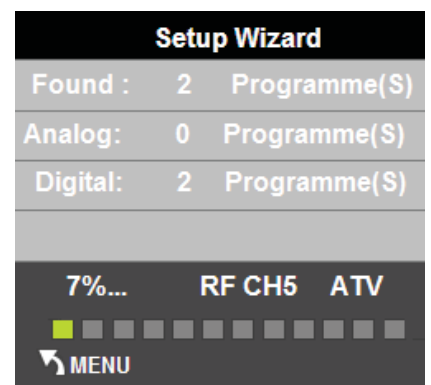 Setup Wizard
Found : 2 Programme(S)
Analog: 0 Programme(S)
Digital: 2 Programme(S)
7%... RF CH5 ATV
MENU